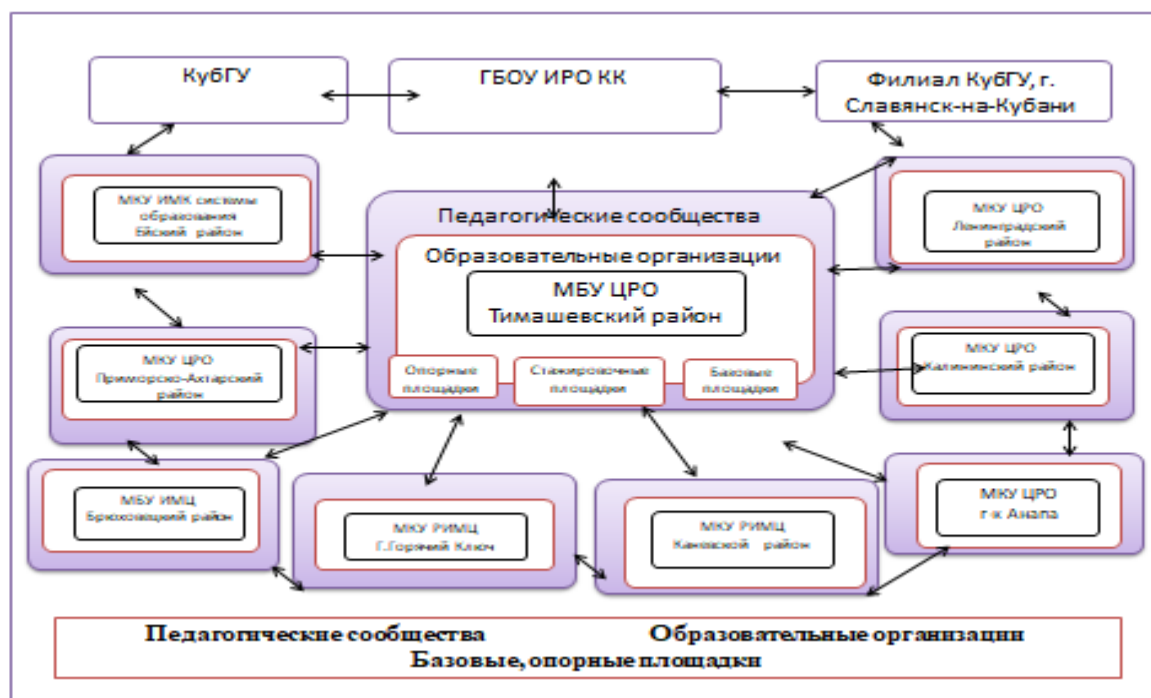 КубГУ
ГБОУ ИРО КК
Филиал КубГУ, г.
Славянск-на-Кубани
МКУ ИМК системы
образования
Ейский район
Педагогические сообщества
Образовательные организации
МБУ ЦРО
Тимашевский район
Опорные
площадки
Стажировочные
площадки
Базовые
площадки
МКУ ЦРО
Ленинградский
район
МКУ ЦРО
Приморско-Ахтарский
район
МКУ ЦРО
Калининский район
МБУ ИМЦ
Брюховецкий район
МКУ РИМЦ
Г.Горячий Ключ
МКУ РИМЦ
Каневской район
МКУ ЦРО
г-к Анапа
Педагогические сообщества Образовательные организации
Базовые, опорные площадки